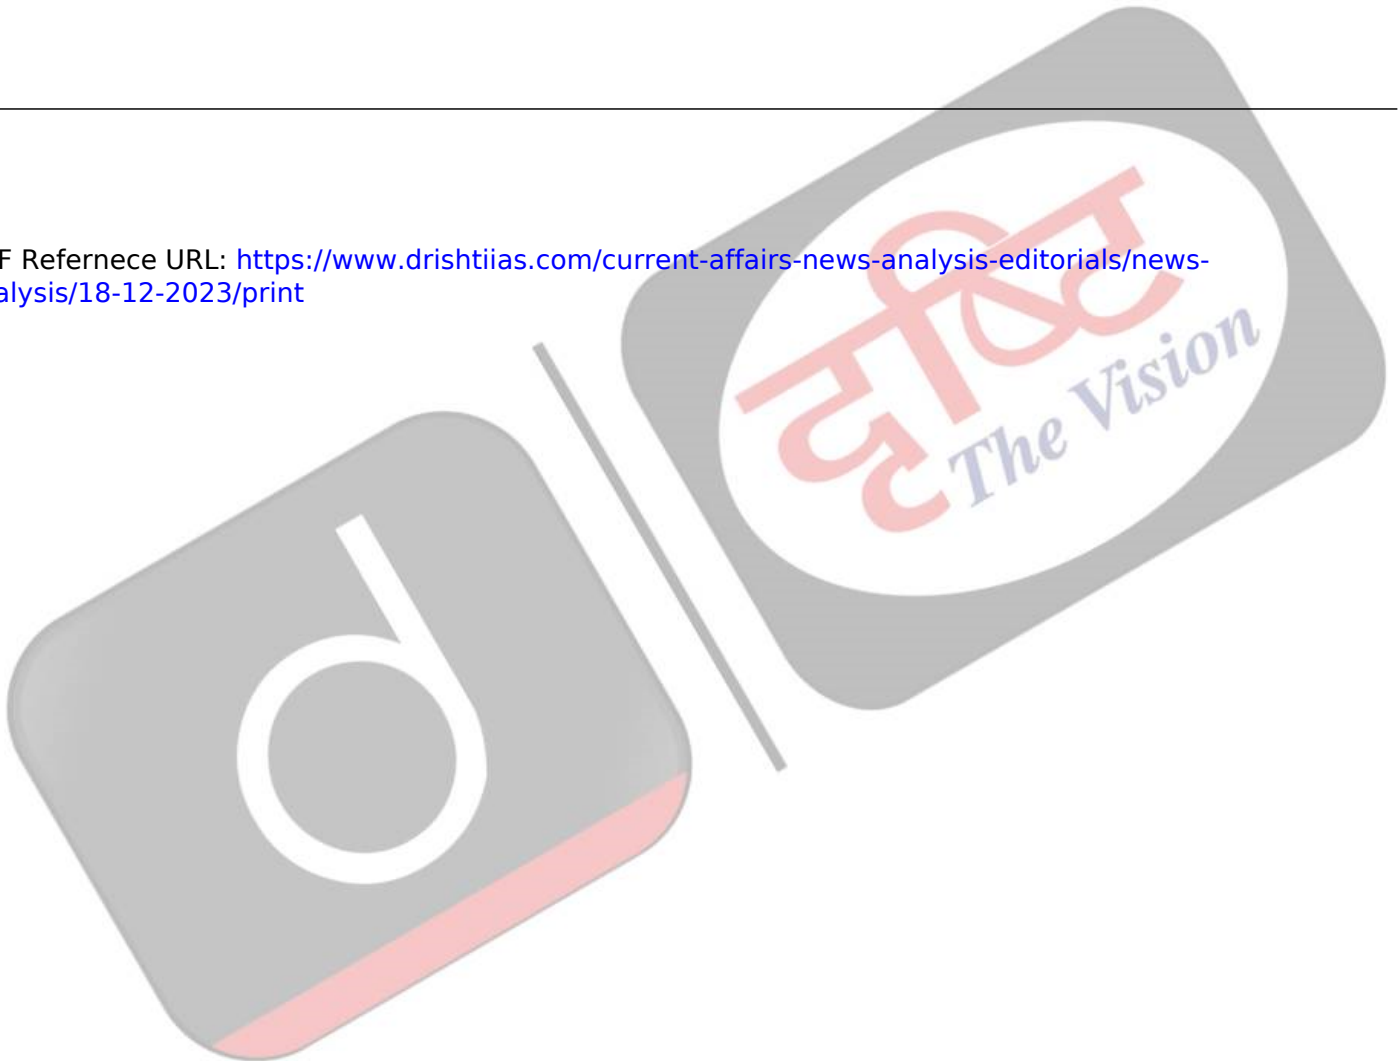 F Refernece URL: https://www.drishtiias.com/current-affairs-news-analysis-editorials/news-
alysis/18-12-2023/print
दृष्टि
The Vision
d